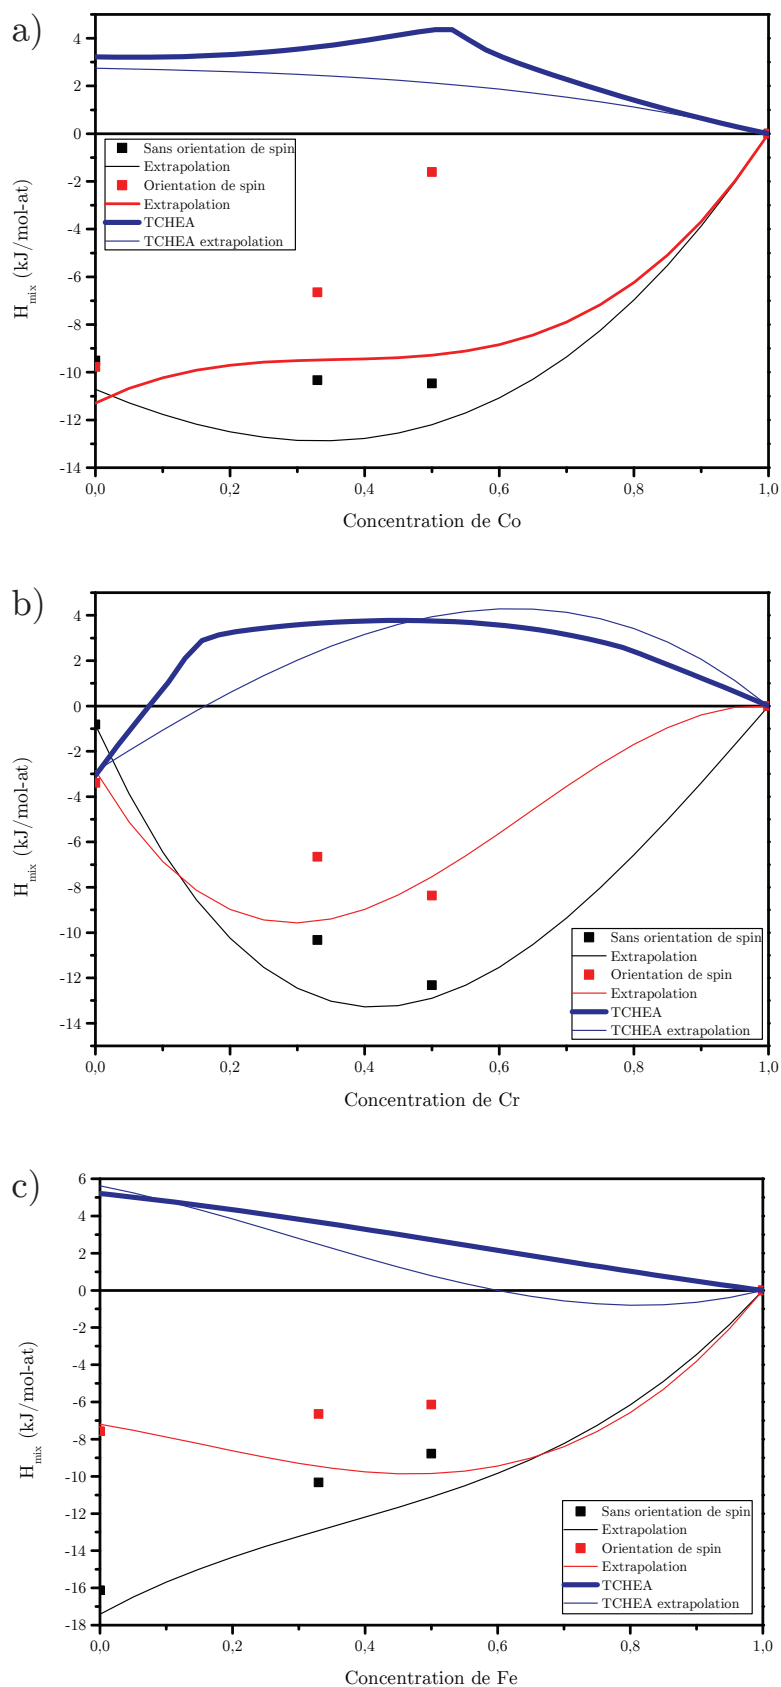 a)
4
2
0
-2
-4
-6
-8
-10
-12
-14
H_mix (kJ/mol-at)
Sans orientation de spin
Extrapolation
Orientation de spin
Extrapolation
TCHEA
TCHEA extrapolation
0,0 0,2 0,4 0,6 0,8 1,0
Concentration de Co
b)
4
2
0
-2
-4
-6
-8
-10
-12
-14
H_mix (kJ/mol-at)
Sans orientation de spin
Extrapolation
Orientation de spin
Extrapolation
TCHEA
TCHEA extrapolation
0,0 0,2 0,4 0,6 0,8 1,0
Concentration de Cr
c)
6
4
2
0
-2
-4
-6
-8
-10
-12
-14
-16
-18
H_mix (kJ/mol-at)
Sans orientation de spin
Extrapolation
Orientation de spin
Extrapolation
TCHEA
TCHEA extrapolation
0,0 0,2 0,4 0,6 0,8 1,0
Concentration de Fe